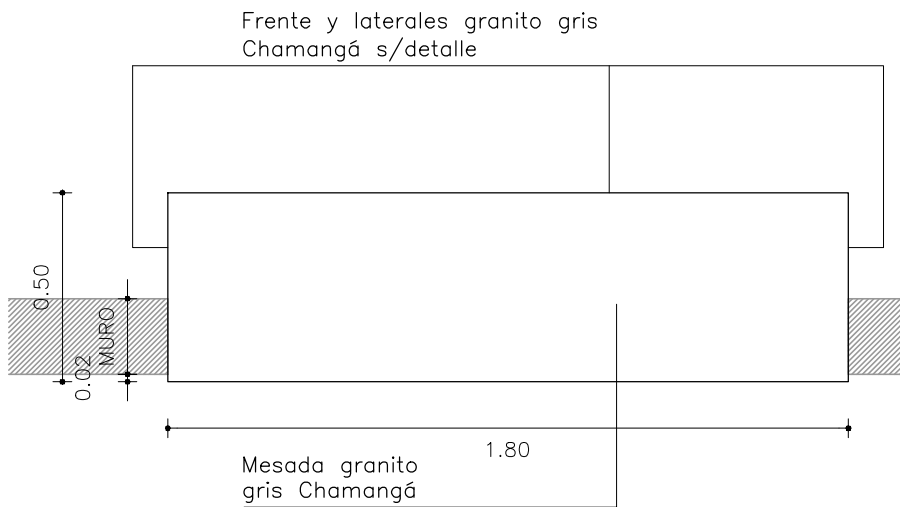 Frente y laterales granito gris
Chamangá s/detalle
0.50
MURO
0.02
1.80
Mesada granito
gris Chamangá